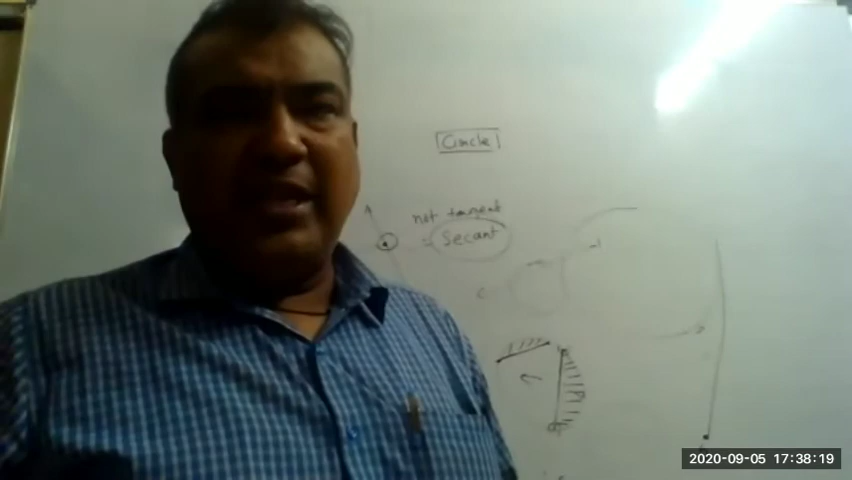 Circle
not tangent
= Secant
A
2020-09-05 17:38:19